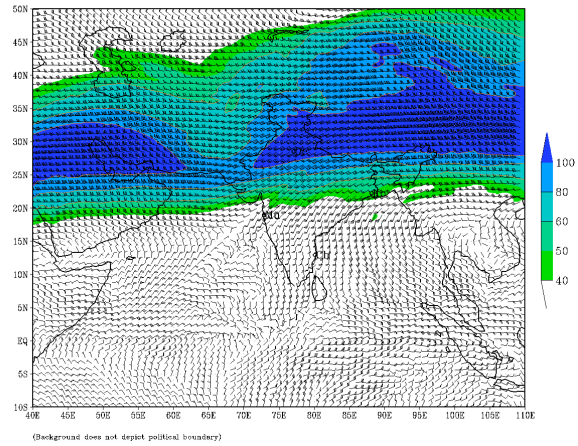 50N
45N
40N
35N
30N
25N
20N
15N
10N
5N
EQ
5S
10S
40E 45E 50E 55E 60E 65E 70E 75E 80E 85E 90E 95E 100E 105E 110E
100
80
60
40
(Background does not depict political boundary)